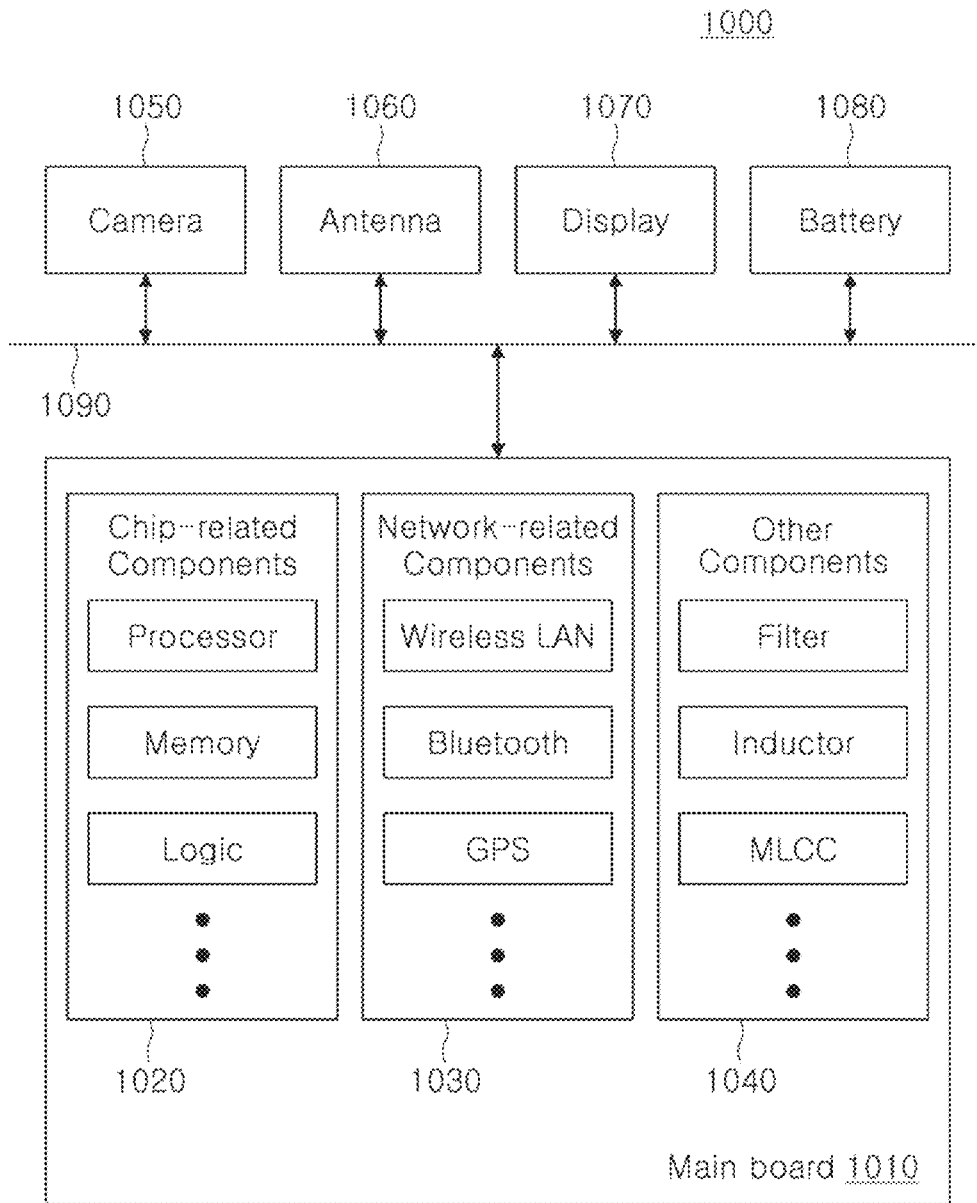 1000
1050
1060
1070
1080
Camera
Antenna
Display
Battery
1090
Chip-related
Components
Processor
Memory
Logic
Network-related
Components
Wireless LAN
Bluetooth
GPS
Other
Components
Filter
Inductor
MLCC
1020
1030
1040
Main board 1010